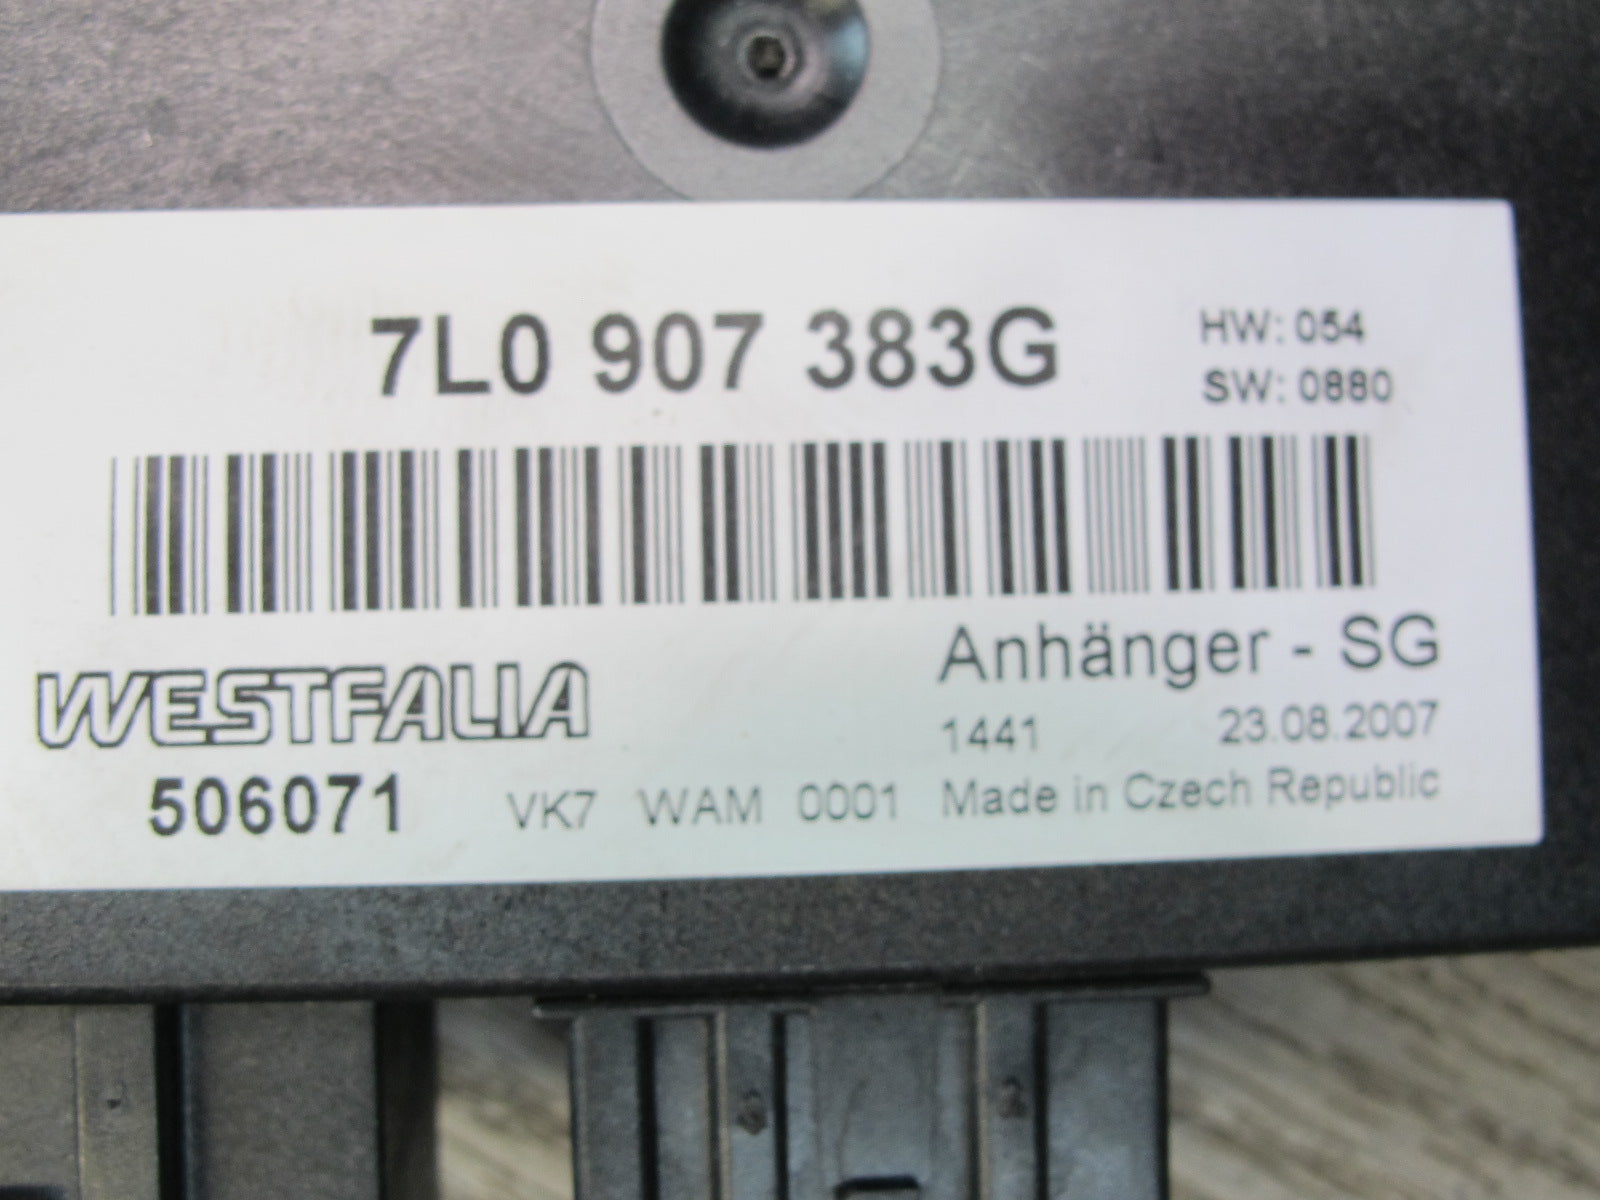 7L0 907 383G
HW: 054
SW: 0880
WESTFALIA
Anhänger - SG
1441 23.08.2007
506071 VK7 WAM 0001 Made in Czech Republic